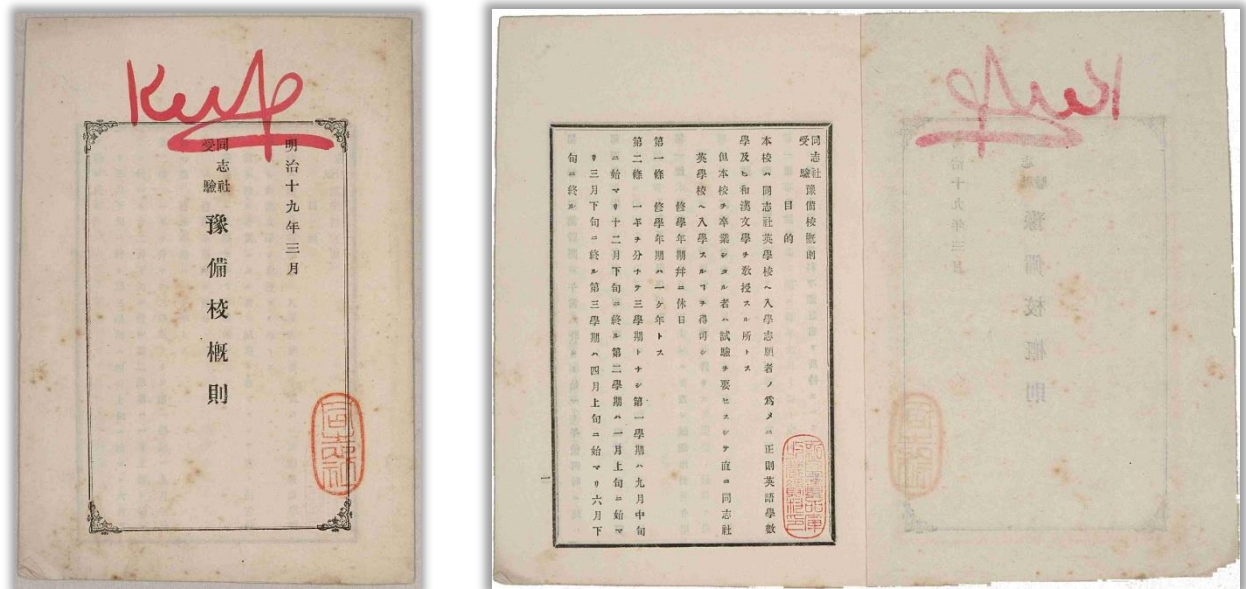 明治十九年三月
同志社
受驗
豫備校概則
同志社
同志社
受驗
豫備校概則
目的
本校ハ同志社英學校ヘ入學志願者ノ爲メニ正則英語學數
學及ヒ和漢文學ヲ敎授スル所トス
但本校ヲ卒業シタル者ハ試驗ヲ要セスシテ直ニ同志社
英學校ヘ入學スルヿヲ得可シ
第一條 修學年期幷ニ休日
第一條 修學年期ハ一ヶ年トス
第二條 一年ヲ分チテ三學期トナシ第一學期ハ九月中旬
ニ始マリ十二月下旬ニ終ル第二學期ハ一月上旬ニ始マ
リ三月下旬ニ終ル第三學期ハ四月上旬ニ始マリ六月下
旬ニ終ル
一